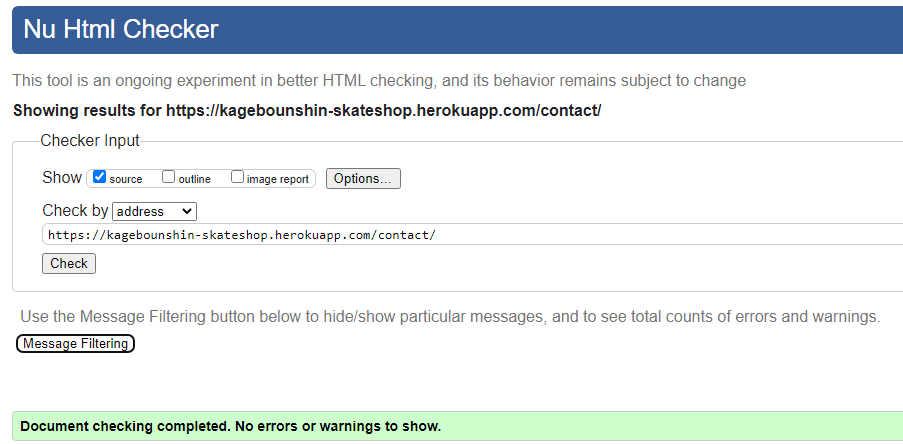 Nu Html Checker
This tool is an ongoing experiment in better HTML checking, and its behavior remains subject to change
Showing results for https://kagebounshin-skateshop.herokuapp.com/contact/
Checker Input
Show source outline image report Options...
Check by address
https://kagebounshin-skateshop.herokuapp.com/contact/
Check
Use the Message Filtering button below to hide/show particular messages, and to see total counts of errors and warnings.
Message Filtering
Document checking completed. No errors or warnings to show.